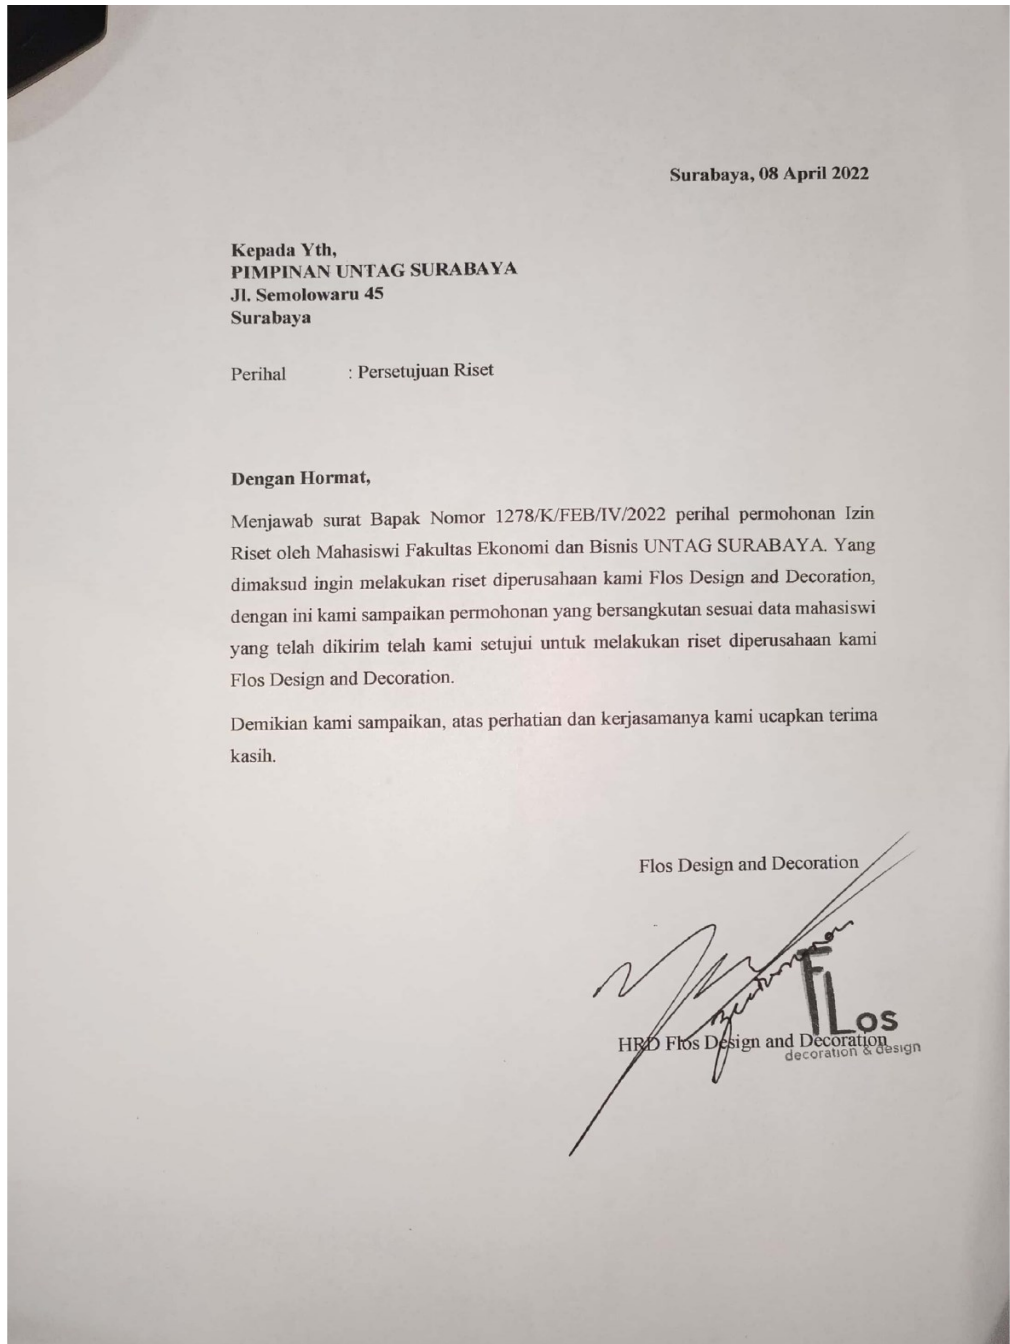 Surabaya, 08 April 2022
Kepada Yth,
PIMPINAN UNTAG SURABAYA
Jl. Semolowaru 45
Surabaya
Perihal : Persetujuan Riset
Dengan Hormat,
Menjawab surat Bapak Nomor 1278/K/FEB/IV/2022 perihal permohonan Izin
Riset oleh Mahasiswi Fakultas Ekonomi dan Bisnis UNTAG SURABAYA. Yang
dimaksud ingin melakukan riset diperusahaan kami Flos Design and Decoration,
dengan ini kami sampaikan permohonan yang bersangkutan sesuai data mahasiswi
yang telah dikirim telah kami setujui untuk melakukan riset diperusahaan kami
Flos Design and Decoration.
Demikian kami sampaikan, atas perhatian dan kerjasamanya kami ucapkan terima
kasih.
Flos Design and Decoration
FLos
HRD Flos Design and Decoration
decoration & design